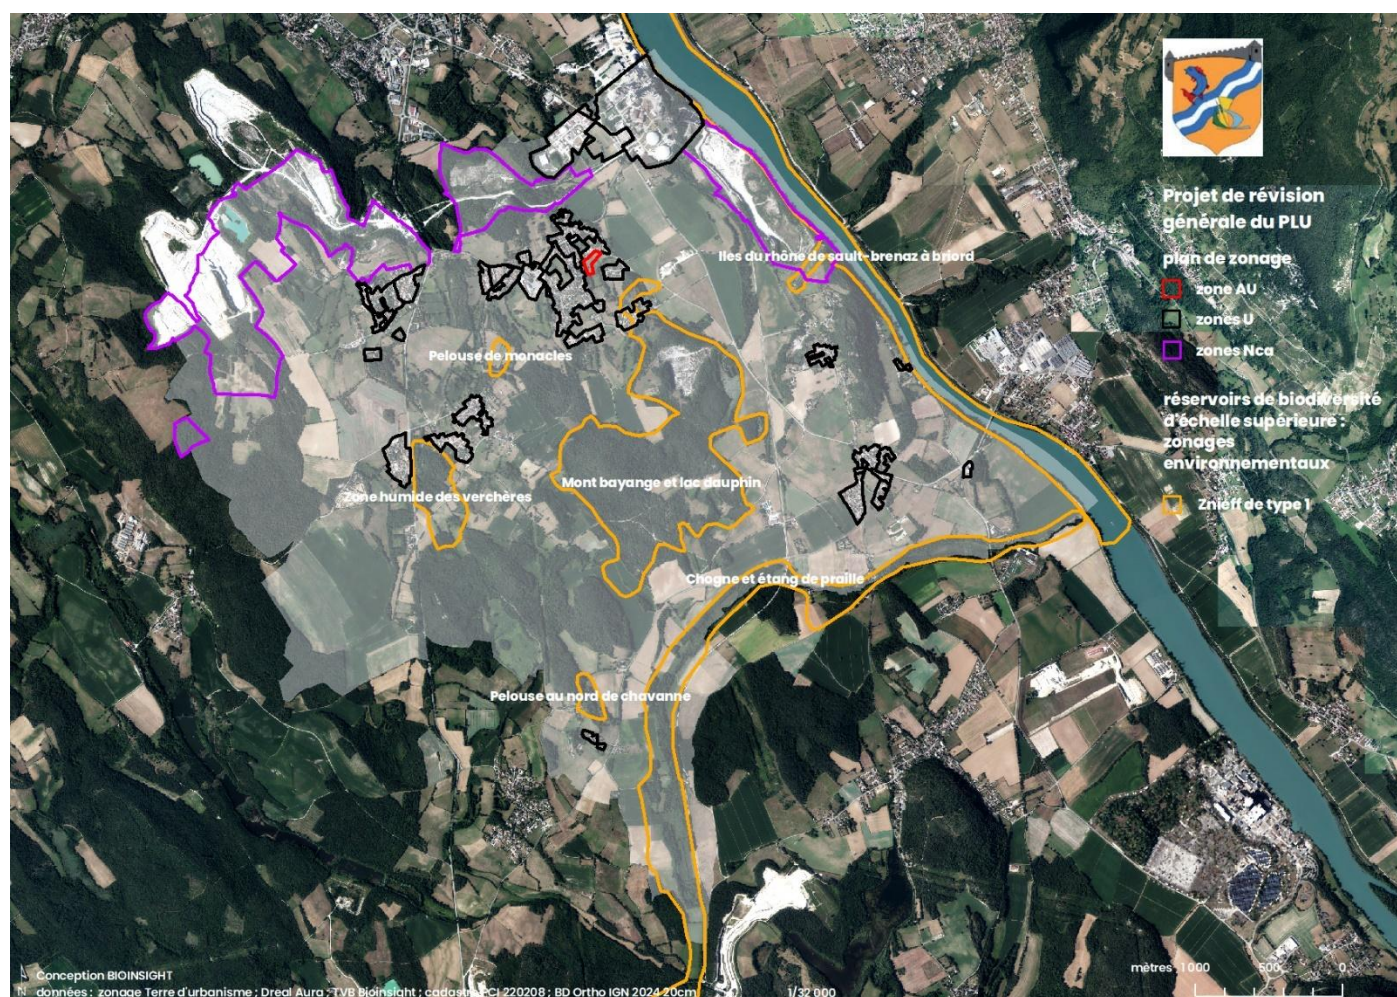 Projet de révision
générale du PLU
plan de zonage
zone AU
zones U
zones Nca
réservoirs de biodiversité
d'échelle supérieure :
zonages
environnementaux
Znieff de type 1
Iles du rhône de sault-brenaz à briord
Pelouse de monacles
Mont bayange et lac dauphin
Zone humide des verchères
Chogne et étang de praille
Pelouse au nord de chavanne
Conception BIOINSIGHT
mètres 1 000 500 0
N données : zonage Terre d'urbanisme ; Dreal Aura ; TVB Bioinsight ; cadastre PCI 220208 ; BD Ortho IGN 2024 20cm
1/32 000